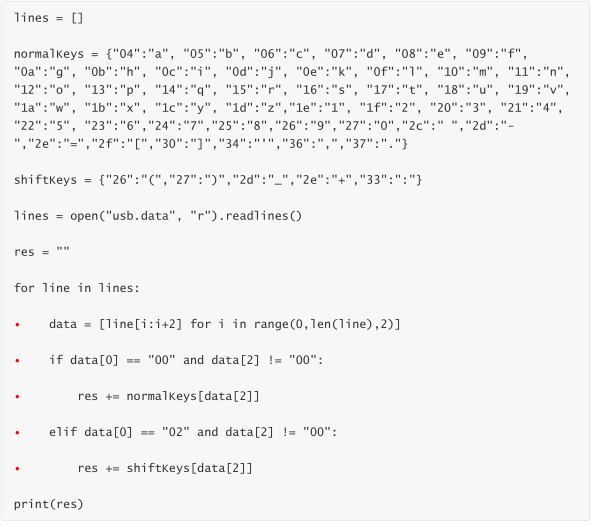 lines = []
normalKeys = {"04":"a", "05":"b", "06":"c", "07":"d", "08":"e", "09":"f",
"0a":"g", "0b":"h", "0c":"i", "0d":"j", "0e":"k", "0f":"l", "10":"m", "11":"n",
"12":"o", "13":"p", "14":"q", "15":"r", "16":"s", "17":"t", "18":"u", "19":"v",
"1a":"w", "1b":"x", "1c":"y", "1d":"z","1e":"1", "1f":"2", "20":"3", "21":"4",
"22":"5", "23":"6","24":"7","25":"8","26":"9","27":"0","2c":" ","2d":"-
","2e":"=","2f":"[","30":"]","34":"'","36":",","37":"."}
shiftKeys = {"26":"(","27":")","2d":"_","2e":"+","33":":"}
lines = open("usb.data", "r").readlines()
res = ""
for line in lines:
•    data = [line[i:i+2] for i in range(0,len(line),2)]
•    if data[0] == "00" and data[2] != "00":
•        res += normalKeys[data[2]]
•    elif data[0] == "02" and data[2] != "00":
•        res += shiftKeys[data[2]]
print(res)